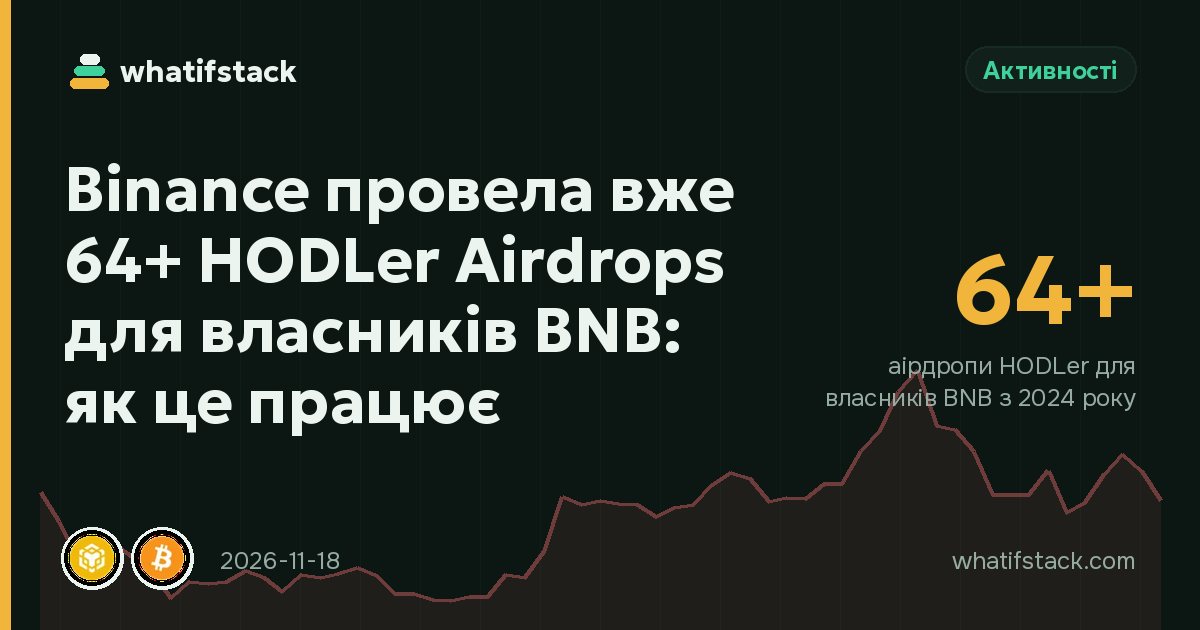 whatifstack
Активності
Binance провела вже
64+ HODLer Airdrops
для власників BNB:
як це працює
64+
аірдропи HODLer для
власників BNB з 2024 року
2026-11-18
whatifstack.com